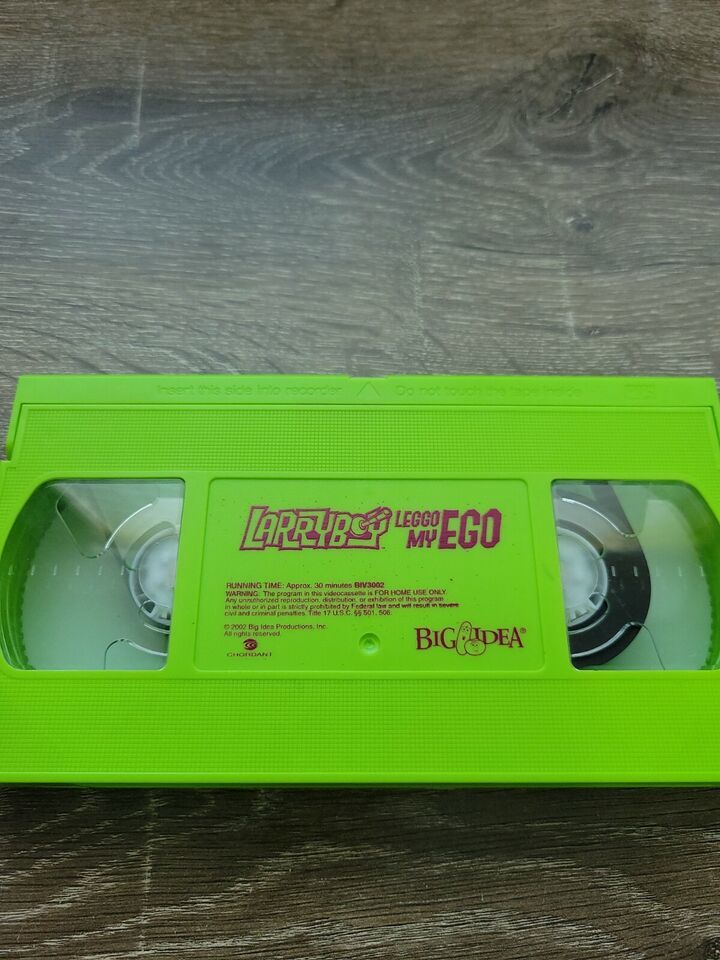 Insert this side into recorder Do not touch the tape inside
LARRYBOY LEGGO MY EGO
RUNNING TIME: Approx. 30 minutes BIV3002
WARNING: The program in this videocassette is FOR HOME USE ONLY.
Any unauthorized reproduction, distribution, or exhibition of this program
in whole or in part is strictly prohibited by Federal law and will result in severe
civil and criminal penalties. Title 17 U.S.C. §§ 501, 506.
© 2002 Big Idea Productions, Inc.
All rights reserved.
CHORDANT
BIG IDEA®